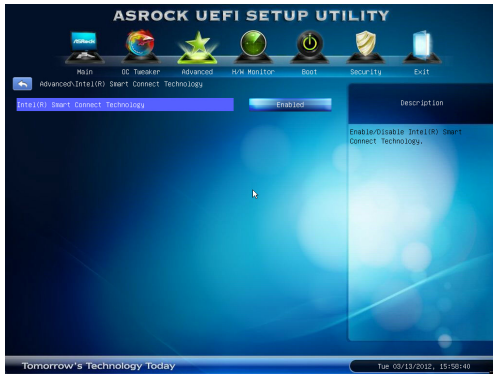 ASROCK UEFI SETUP UTILITY
ASRock
Main OC Tweaker Advanced H/W Monitor Boot Security Exit
Advanced\Intel(R) Smart Connect Technology
Intel(R) Smart Connect Technology Enabled
Description
Enable/Disable Intel(R) Smart
Connect Technology.
Tomorrow's Technology Today
Tue 03/13/2012, 15:58:40